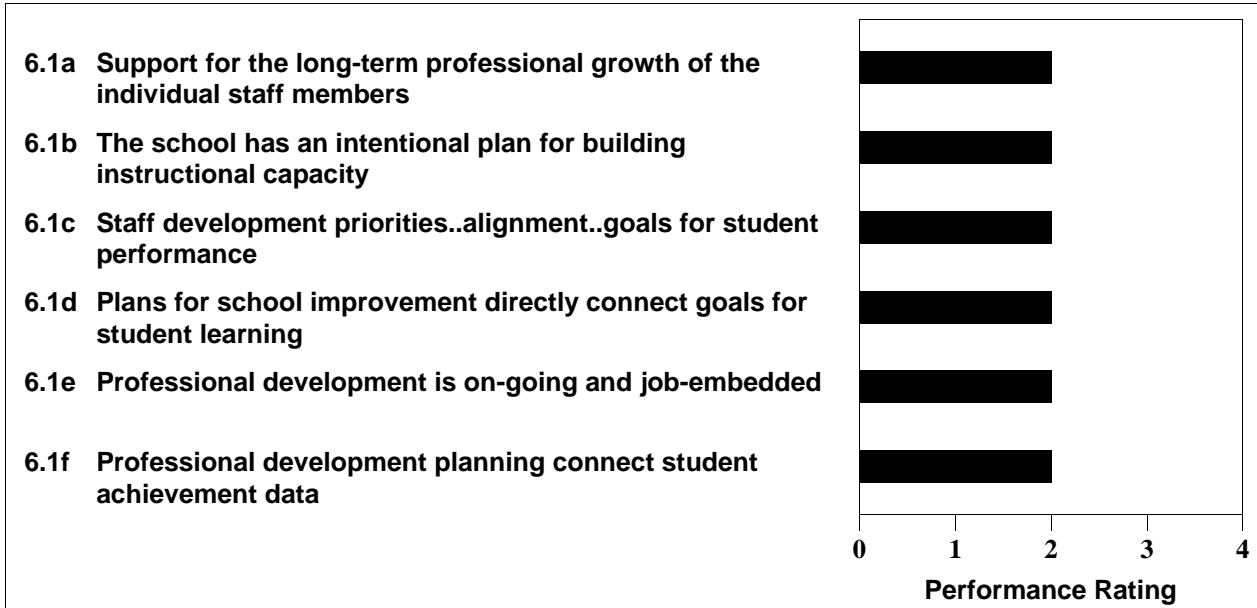 6.1a Support for the long-term professional growth of the
individual staff members
6.1b The school has an intentional plan for building
instructional capacity
6.1c Staff development priorities..alignment..goals for student
performance
6.1d Plans for school improvement directly connect goals for
student learning
6.1e Professional development is on-going and job-embedded
6.1f Professional development planning connect student
achievement data
0 1 2 3 4
Performance Rating